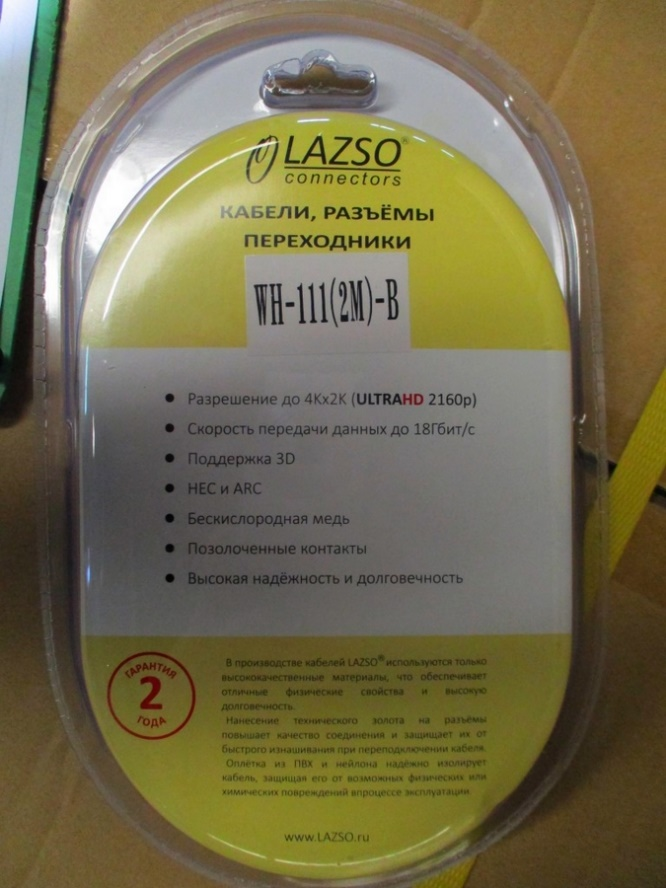 LAZSO®
connectors
КАБЕЛИ, РАЗЪЁМЫ
ПЕРЕХОДНИКИ
WH-111(2M)-B
Разрешение до 4Кх2К (ULTRAHD 2160p)
Скорость передачи данных до 18Гбит/с
Поддержка 3D
HEC и ARC
Бескислородная медь
Позолоченные контакты
Высокая надёжность и долговечность
ГАРАНТИЯ
2
ГОДА
В производстве кабелей LAZSO® используются только
высококачественные материалы, что обеспечивает
отличные физические свойства и высокую
долговечность.
Нанесение технического золота на разъёмы
повышает качество соединения и защищает их от
быстрого изнашивания при переподключении кабеля.
Оплётка из ПВХ и нейлона надёжно изолирует
кабель, защищая его от возможных физических или
химических повреждений впроцессе эксплуатации.
www.LAZSO.ru